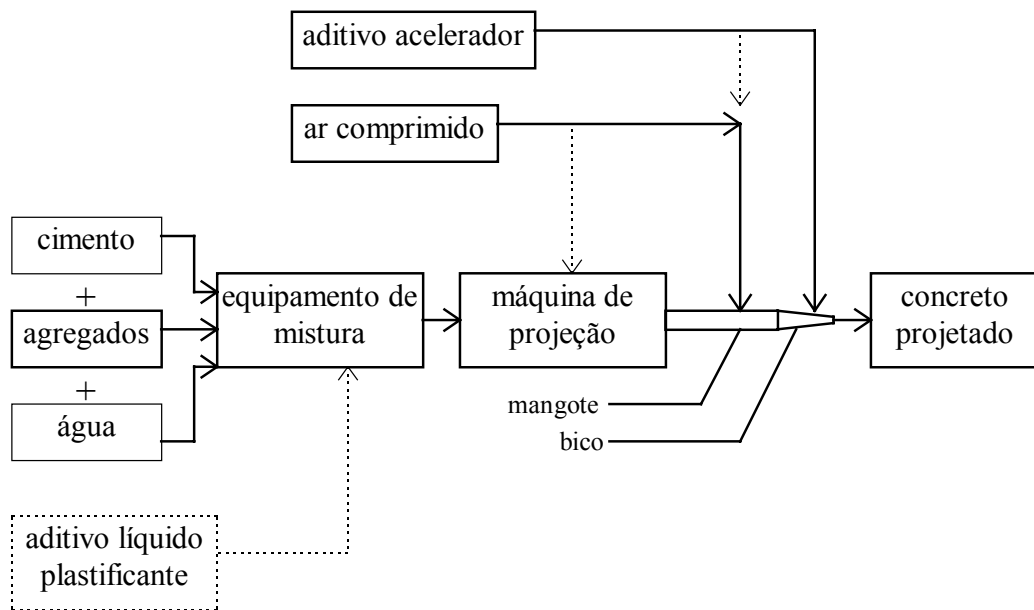 aditivo acelerador
ar comprimido
cimento
+
agregados
+
água
equipamento de
mistura
máquina de
projeção
concreto
projetado
mangote
bico
aditivo líquido
plastificante